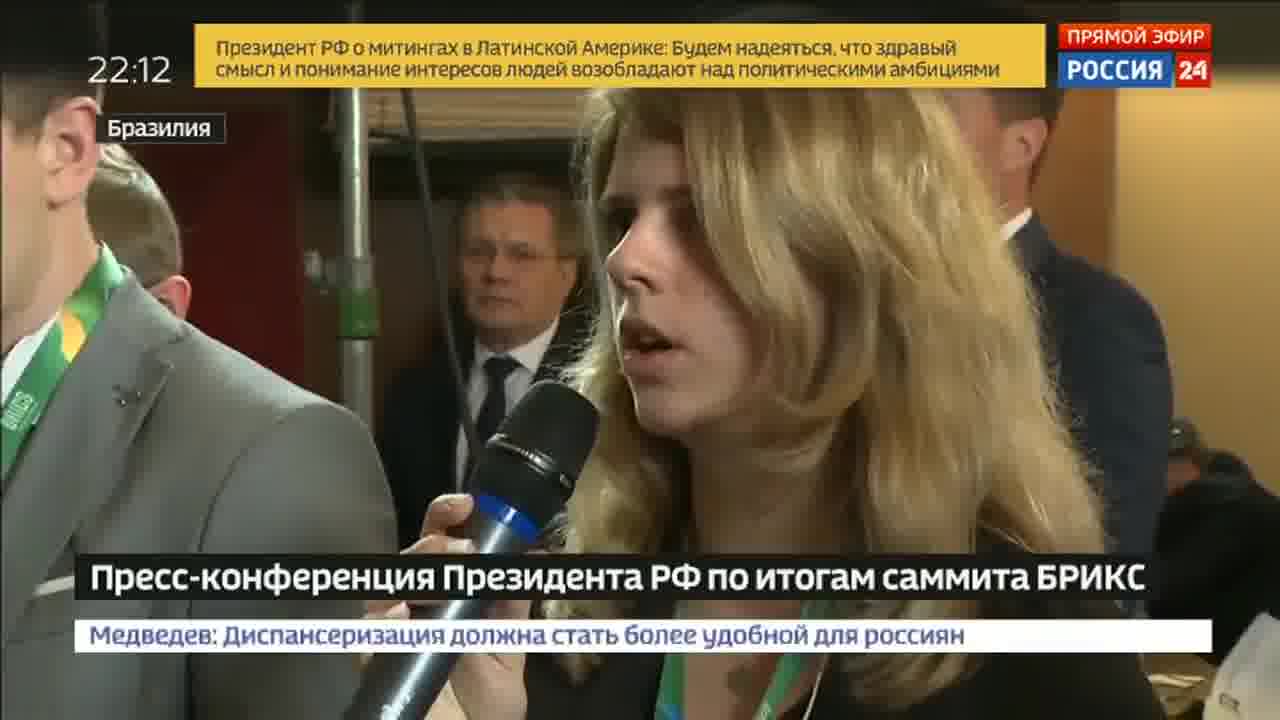 22:12
Президент РФ о митингах в Латинской Америке: Будем надеяться, что здравый
смысл и понимание интересов людей возобладают над политическими амбициями
ПРЯМОЙ ЭФИР
РОССИЯ 24
Бразилия
Пресс-конференция Президента РФ по итогам саммита БРИКС
Медведев: Диспансеризация должна стать более удобной для россиян